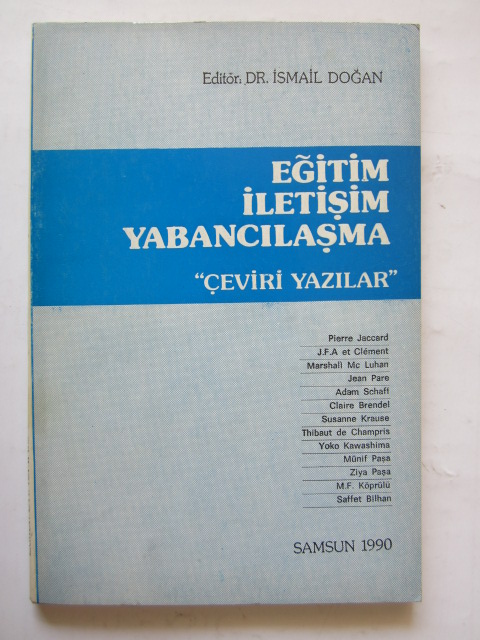 Editör: DR. İSMAİL DOĞAN
EĞİTİM
İLETİŞİM
YABANCILAŞMA
“ÇEVİRİ YAZILAR”
Pierre Jaccard
J.F.A et Clément
Marshall Mc Luhan
Jean Pare
Adam Schaff
Claire Brendel
Susanne Krause
Thibaut de Champris
Yoko Kawashima
Münif Paşa
Ziya Paşa
M.F. Köprülü
Saffet Bilhan
SAMSUN 1990